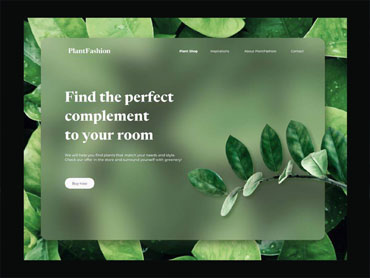 PlantFashion
Plant Shop
Inspirations
About PlantFashion
Contact
Find the perfect
complement
to your room
We will help you find plants that match your needs and style.
Check our offer in the store and surround yourself with greenery!
Buy now